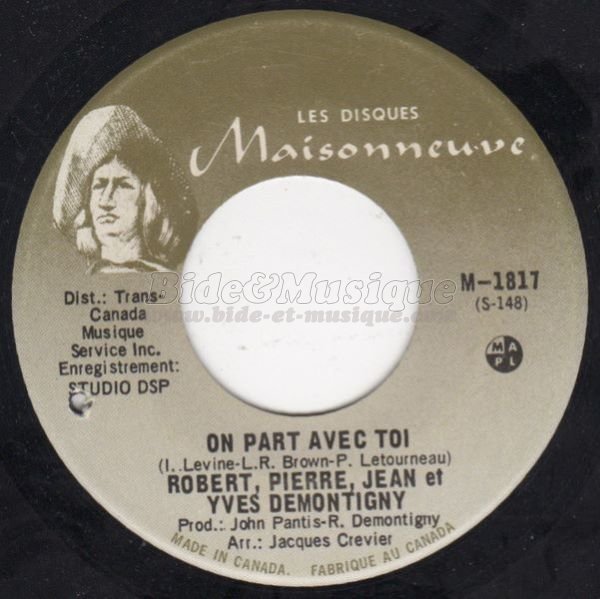 LES DISQUES
Maisonneuve
Bide&Musique
www.bide-et-musique.com
M-1817
(S-148)
Dist.: Trans-
Canada
Musique
Service Inc.
Enregistrement:
STUDIO DSP
M A
P L
ON PART AVEC TOI
(I. Levine-L.R. Brown-P. Letourneau)
ROBERT, PIERRE, JEAN et
YVES DEMONTIGNY
Prod.: John Pantis-R. Demontigny
Arr.: Jacques Crevier
MADE IN CANADA. FABRIQUE AU CANADA